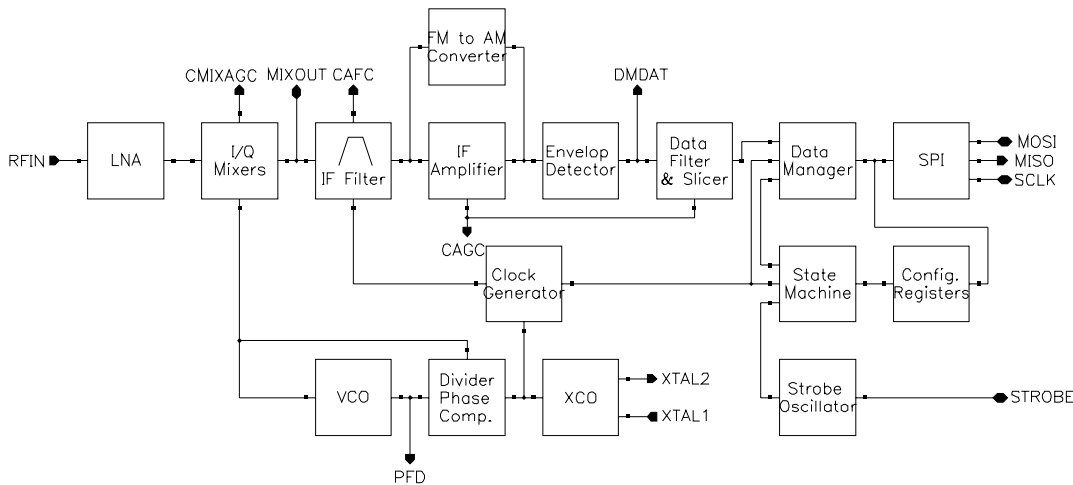 FM to AM
Converter
CMIXAGC
MIXOUT
CAFC
DMDAT
RFIN
LNA
I/Q
Mixers
IF Filter
IF
Amplifier
Envelop
Detector
Data
Filter
& Slicer
Data
Manager
SPI
MOSI
MISO
SCLK
CAGC
Clock
Generator
State
Machine
Config.
Registers
VCO
Divider
Phase
Comp.
XCO
XTAL2
XTAL1
Strobe
Oscillator
STROBE
PFD